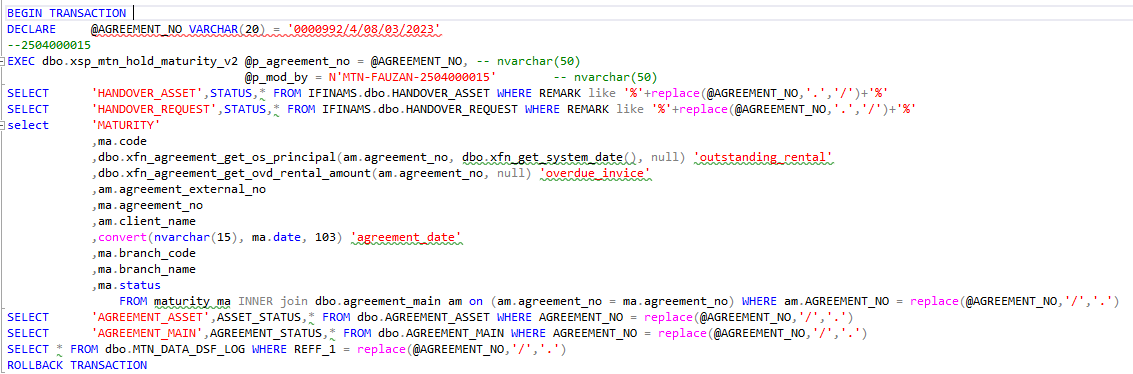 BEGIN TRANSACTION
DECLARE @AGREEMENT_NO VARCHAR(20) = '0000992/4/08/03/2023'
--2504000015
EXEC dbo.xsp_mtn_hold_maturity_v2 @p_agreement_no = @AGREEMENT_NO, -- nvarchar(50)
@p_mod_by = N'MTN-FAUZAN-2504000015' -- nvarchar(50)
SELECT 'HANDOVER_ASSET',STATUS,* FROM IFINAMS.dbo.HANDOVER_ASSET WHERE REMARK like '%'+replace(@AGREEMENT_NO,'.','/')+'%'
SELECT 'HANDOVER_REQUEST',STATUS,* FROM IFINAMS.dbo.HANDOVER_REQUEST WHERE REMARK like '%'+replace(@AGREEMENT_NO,'.','/')+'%'
select 'MATURITY'
,ma.code
,dbo.xfn_agreement_get_os_principal(am.agreement_no, dbo.xfn_get_system_date(), null) 'outstanding_rental'
,dbo.xfn_agreement_get_ovd_rental_amount(am.agreement_no, null) 'overdue_invice'
,am.agreement_external_no
,ma.agreement_no
,am.client_name
,convert(nvarchar(15), ma.date, 103) 'agreement_date'
,ma.branch_code
,ma.branch_name
,ma.status
FROM maturity ma INNER join dbo.agreement_main am on (am.agreement_no = ma.agreement_no) WHERE am.AGREEMENT_NO = replace(@AGREEMENT_NO,'/','.')
SELECT 'AGREEMENT_ASSET',ASSET_STATUS,* FROM dbo.AGREEMENT_ASSET WHERE AGREEMENT_NO = replace(@AGREEMENT_NO,'/','.')
SELECT 'AGREEMENT_MAIN',AGREEMENT_STATUS,* FROM dbo.AGREEMENT_MAIN WHERE AGREEMENT_NO = replace(@AGREEMENT_NO,'/','.')
SELECT * FROM dbo.MTN_DATA_DSF_LOG WHERE REFF_1 = replace(@AGREEMENT_NO,'/','.')
ROLLBACK TRANSACTION